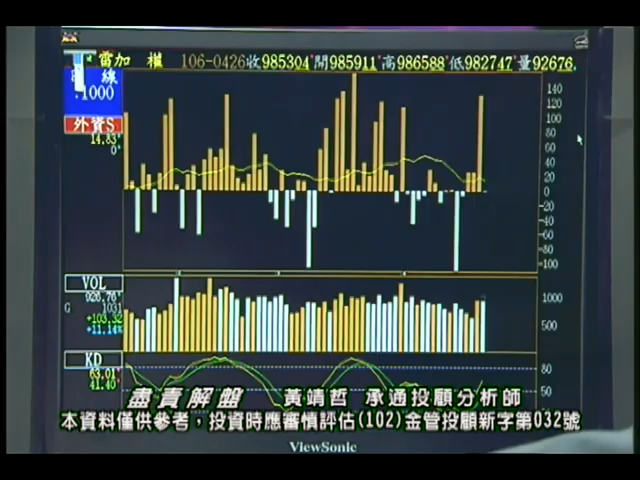 雷加權 106-0426收985304開985911高986588低982747量92676
線
.1000
外資S
14.83
0
140
120
100
80
60
40
20
0
-20
-40
-60
-80
-100
VOL
926.76
G 1031
+103.32
+11.14%
1000
500
KD
63.01
41.40
80
50
盡責解盤 黃靖哲 承通投顧分析師
本資料僅供參考，投資時應審慎評估(102)金管投顧新字第032號
ViewSonic